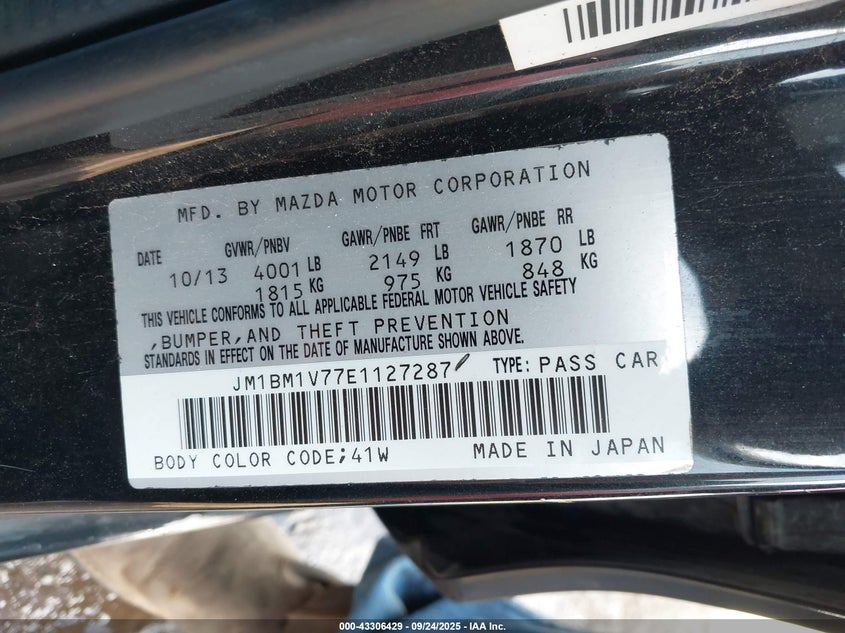 MFD. BY MAZDA MOTOR CORPORATION
DATE GVWR/PNBV GAWR/PNBE FRT GAWR/PNBE RR
10/13 4001 LB 2149 LB 1870 LB
1815 KG 975 KG 848 KG
THIS VEHICLE CONFORMS TO ALL APPLICABLE FEDERAL MOTOR VEHICLE SAFETY
,BUMPER,AND THEFT PREVENTION
STANDARDS IN EFFECT ON THE DATE OF MANUFACTURE SHOWN ABOVE.
JM1BM1V77E1127287 TYPE: PASS CAR
BODY COLOR CODE;41W MADE IN JAPAN
000-43306429 - 09/24/2025 - IAA Inc.